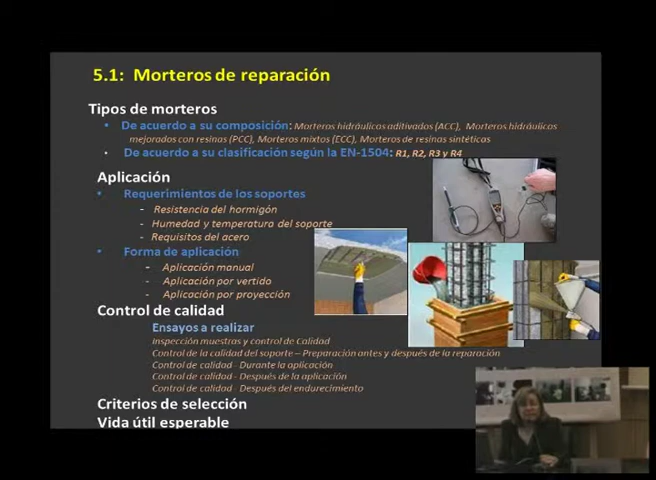 5.1: Morteros de reparación
Tipos de morteros
• De acuerdo a su composición: Morteros hidráulicos aditivados (ACC), Morteros hidráulicos
mejorados con resinas (PCC), Morteros mixtos (ECC), Morteros de resinas sintéticas
• De acuerdo a su clasificación según la EN-1504: R1, R2, R3 y R4
Aplicación
• Requerimientos de los soportes
- Resistencia del hormigón
- Humedad y temperatura del soporte
- Requisitos del acero
• Forma de aplicación
- Aplicación manual
- Aplicación por vertido
- Aplicación por proyección
Control de calidad
Ensayos a realizar
Inspección muestras y control de Calidad
Control de la calidad del soporte – Preparación antes y después de la reparación
Control de calidad - Durante la aplicación
Control de calidad - Después de la aplicación
Control de calidad - Después del endurecimiento
Criterios de selección
Vida útil esperable